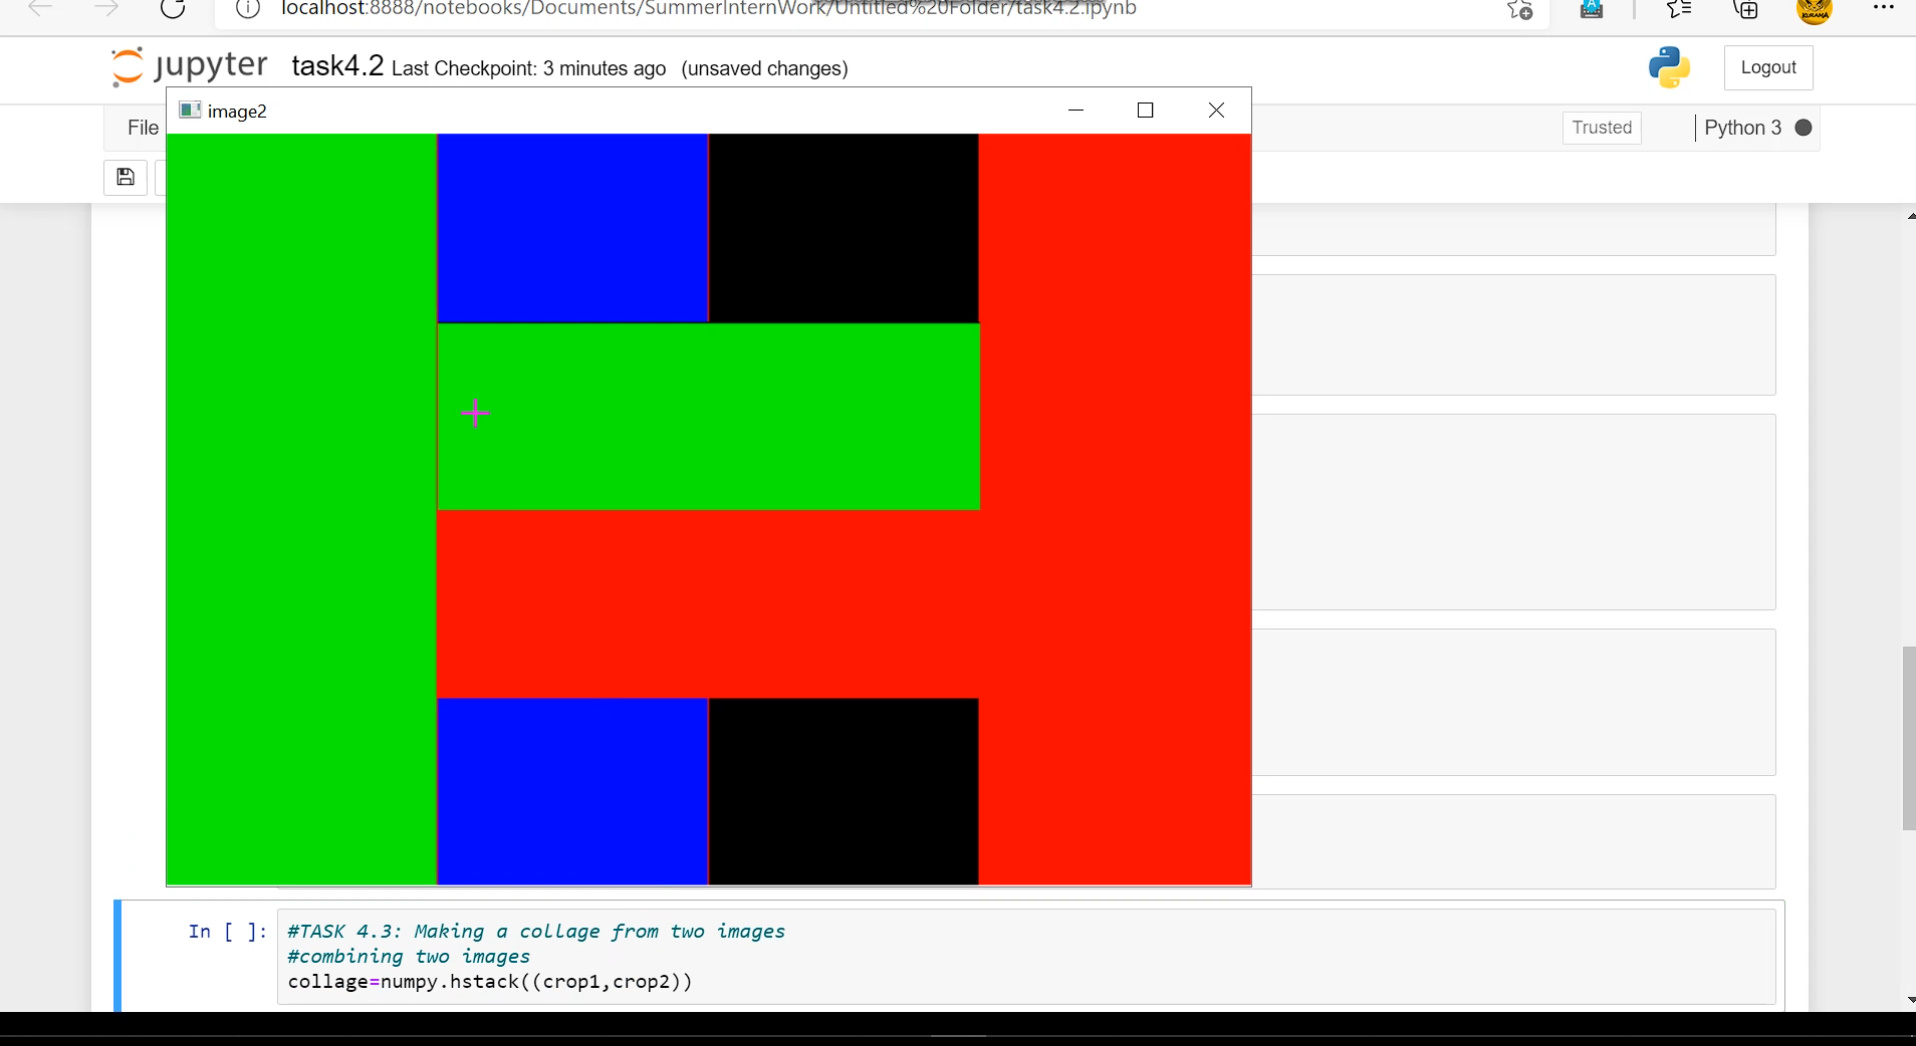 localhost:8888/notebooks/Documents/SummerInternWork/Untitled%20Folder/task4.2.ipynb
jupyter task4.2 Last Checkpoint: 3 minutes ago (unsaved changes)
Logout
image2
File
Trusted
Python 3
In [ ]:
#TASK 4.3: Making a collage from two images
#combining two images
collage=numpy.hstack((crop1,crop2))